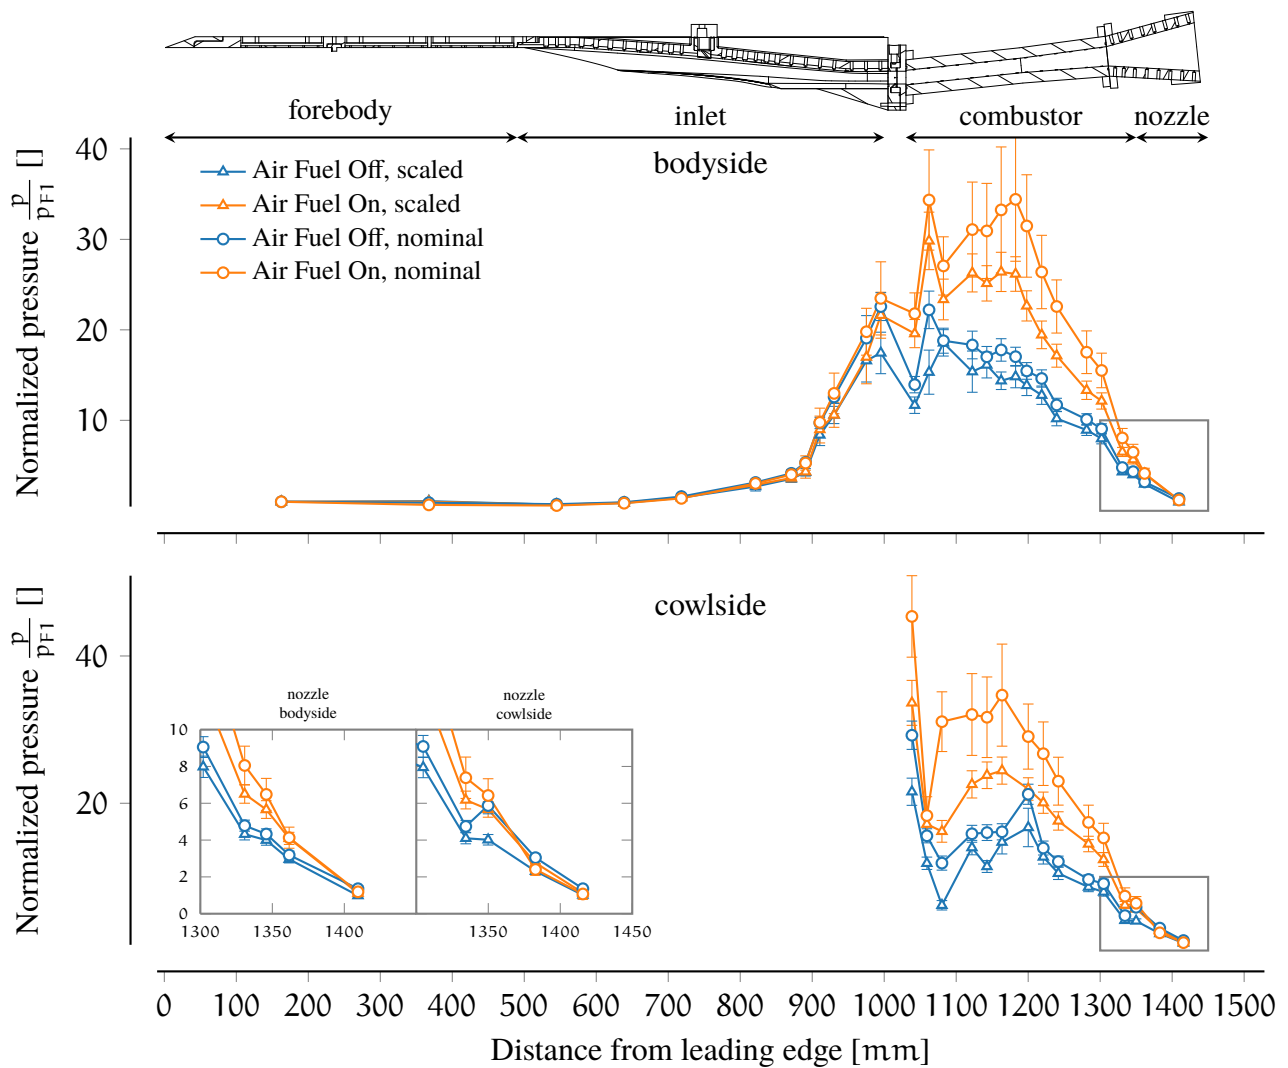 forebody
inlet
combustor
nozzle
bodyside
40
30
20
10
Normalized pressure p/pF1 []
Air Fuel Off, scaled
Air Fuel On, scaled
Air Fuel Off, nominal
Air Fuel On, nominal
cowlside
40
20
Normalized pressure p/pF1 []
nozzle
bodyside
nozzle
cowlside
10
8
6
4
2
0
1300 1350 1400 1350 1400 1450
0 100 200 300 400 500 600 700 800 900 1000 1100 1200 1300 1400 1500
Distance from leading edge [mm]